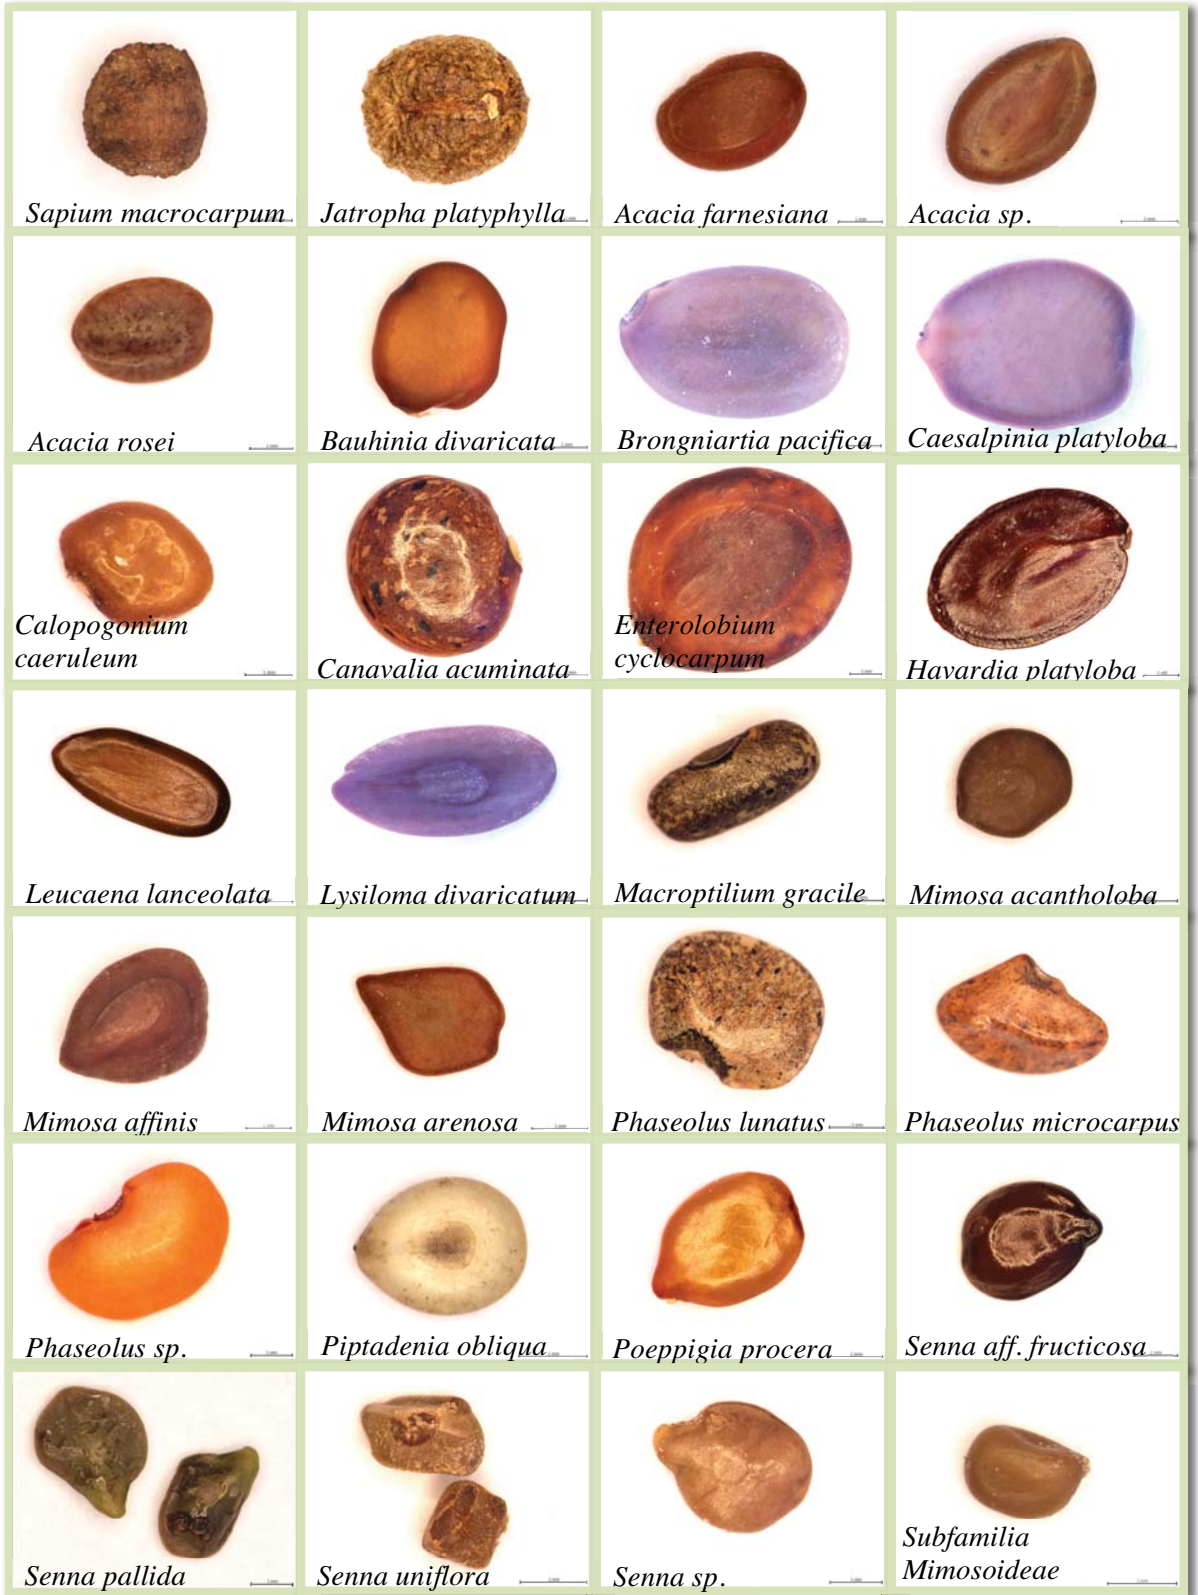 Sapium macrocarpum
Jatropha platyphylla
Acacia farnesiana
Acacia sp.
Acacia rosei
Bauhinia divaricata
Brongniartia pacifica
Caesalpinia platyloba
Calopogonium
caeruleum
Canavalia acuminata
Enterolobium
cyclocarpum
Havardia platyloba
Leucaena lanceolata
Lysiloma divaricatum
Macroptilium gracile
Mimosa acantholoba
Mimosa affinis
Mimosa arenosa
Phaseolus lunatus
Phaseolus microcarpus
Phaseolus sp.
Piptadenia obliqua
Poeppigia procera
Senna aff. fructicosa
Senna pallida
Senna uniflora
Senna sp.
Subfamilia
Mimosoideae